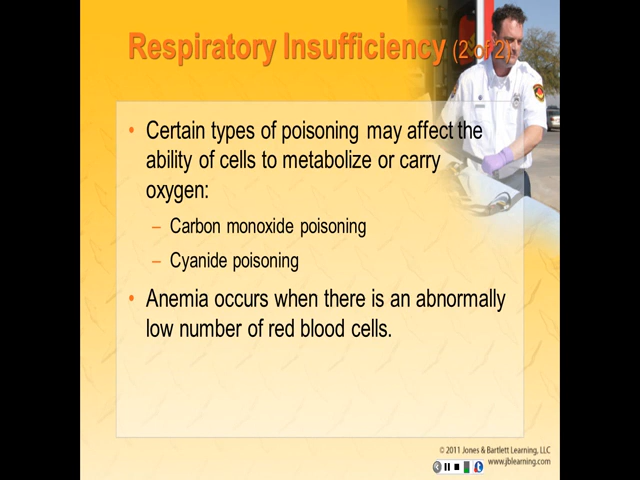 Respiratory Insufficiency (2 of 2)
• Certain types of poisoning may affect the
ability of cells to metabolize or carry
oxygen:
– Carbon monoxide poisoning
– Cyanide poisoning
• Anemia occurs when there is an abnormally
low number of red blood cells.
© 2011 Jones & Bartlett Learning, LLC
www.jblearning.com